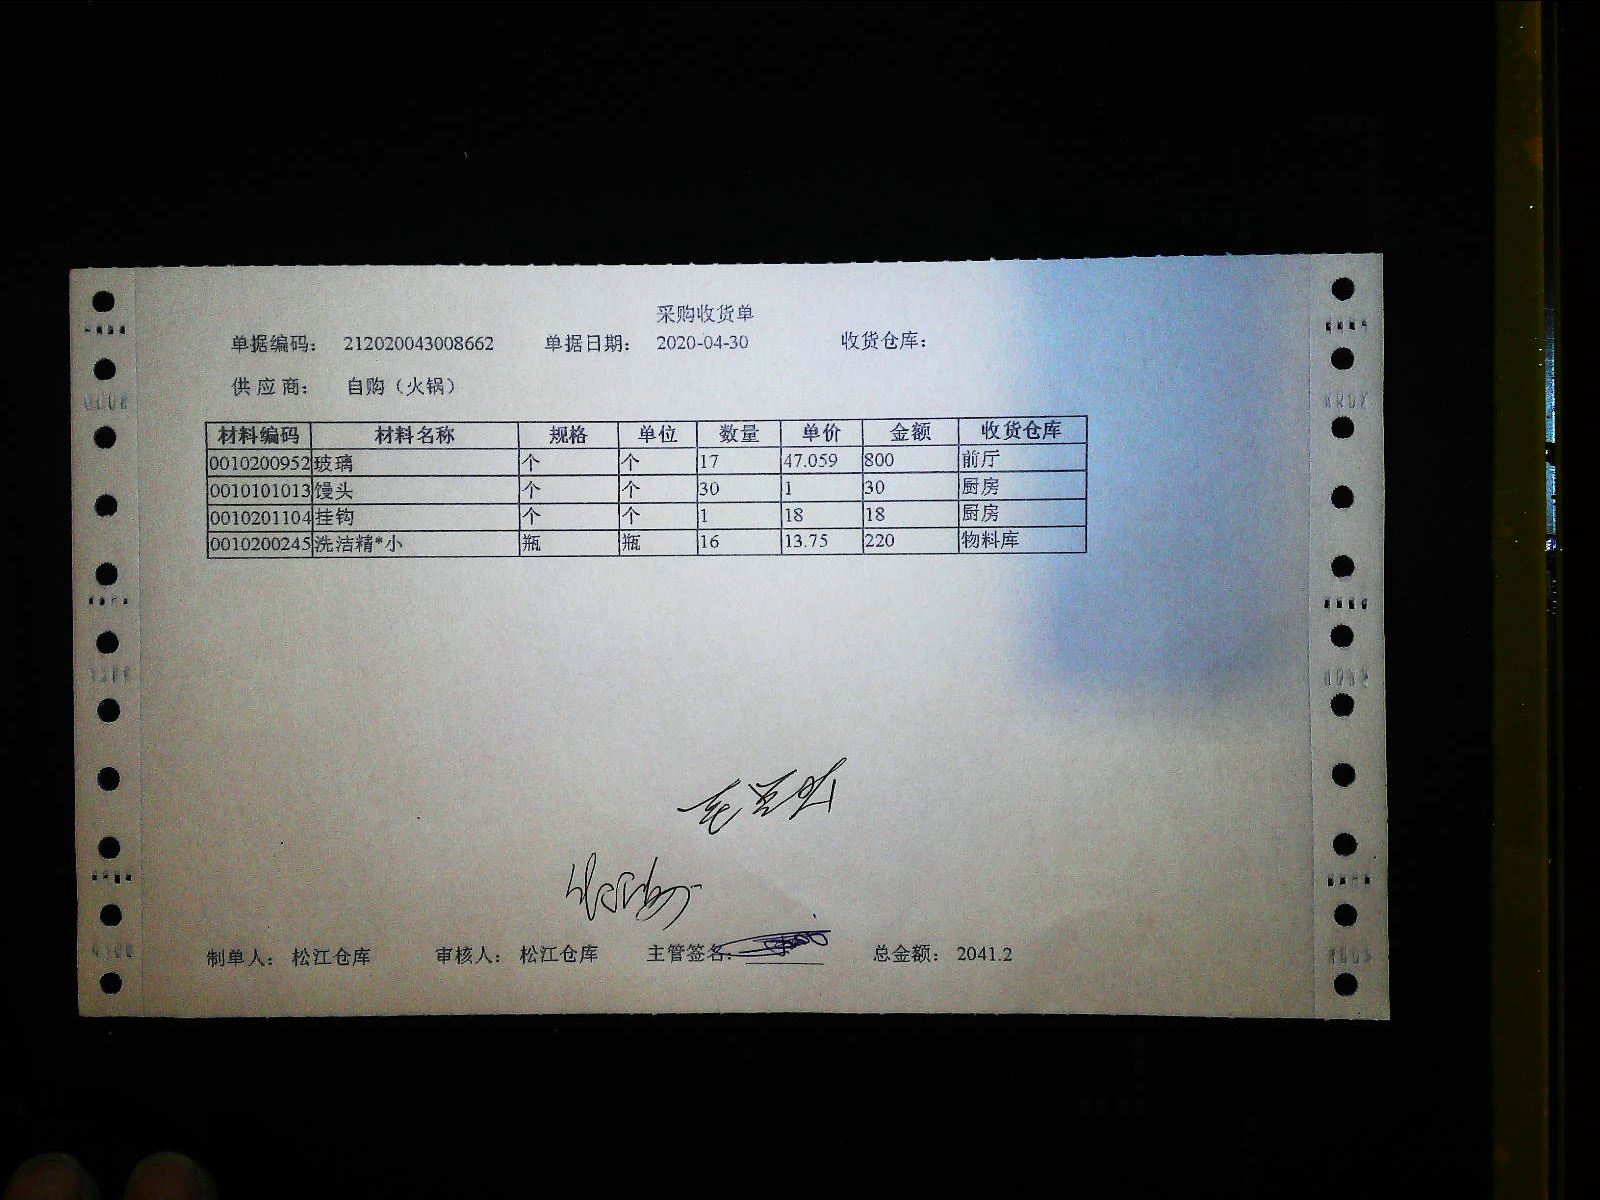 采购收货单
单据编码： 212020043008662 单据日期： 2020-04-30 收货仓库：
供 应 商： 自购（火锅）
材料编码 材料名称 规格 单位 数量 单价 金额 收货仓库
0010200952 玻璃 个 个 17 47.059 800 前厅
0010101013 馒头 个 个 30 1 30 厨房
0010201104 挂钩 个 个 1 18 18 厨房
0010200245 洗洁精*小 瓶 瓶 16 13.75 220 物料库
制单人： 松江仓库 审核人： 松江仓库 主管签名： 总金额： 2041.2